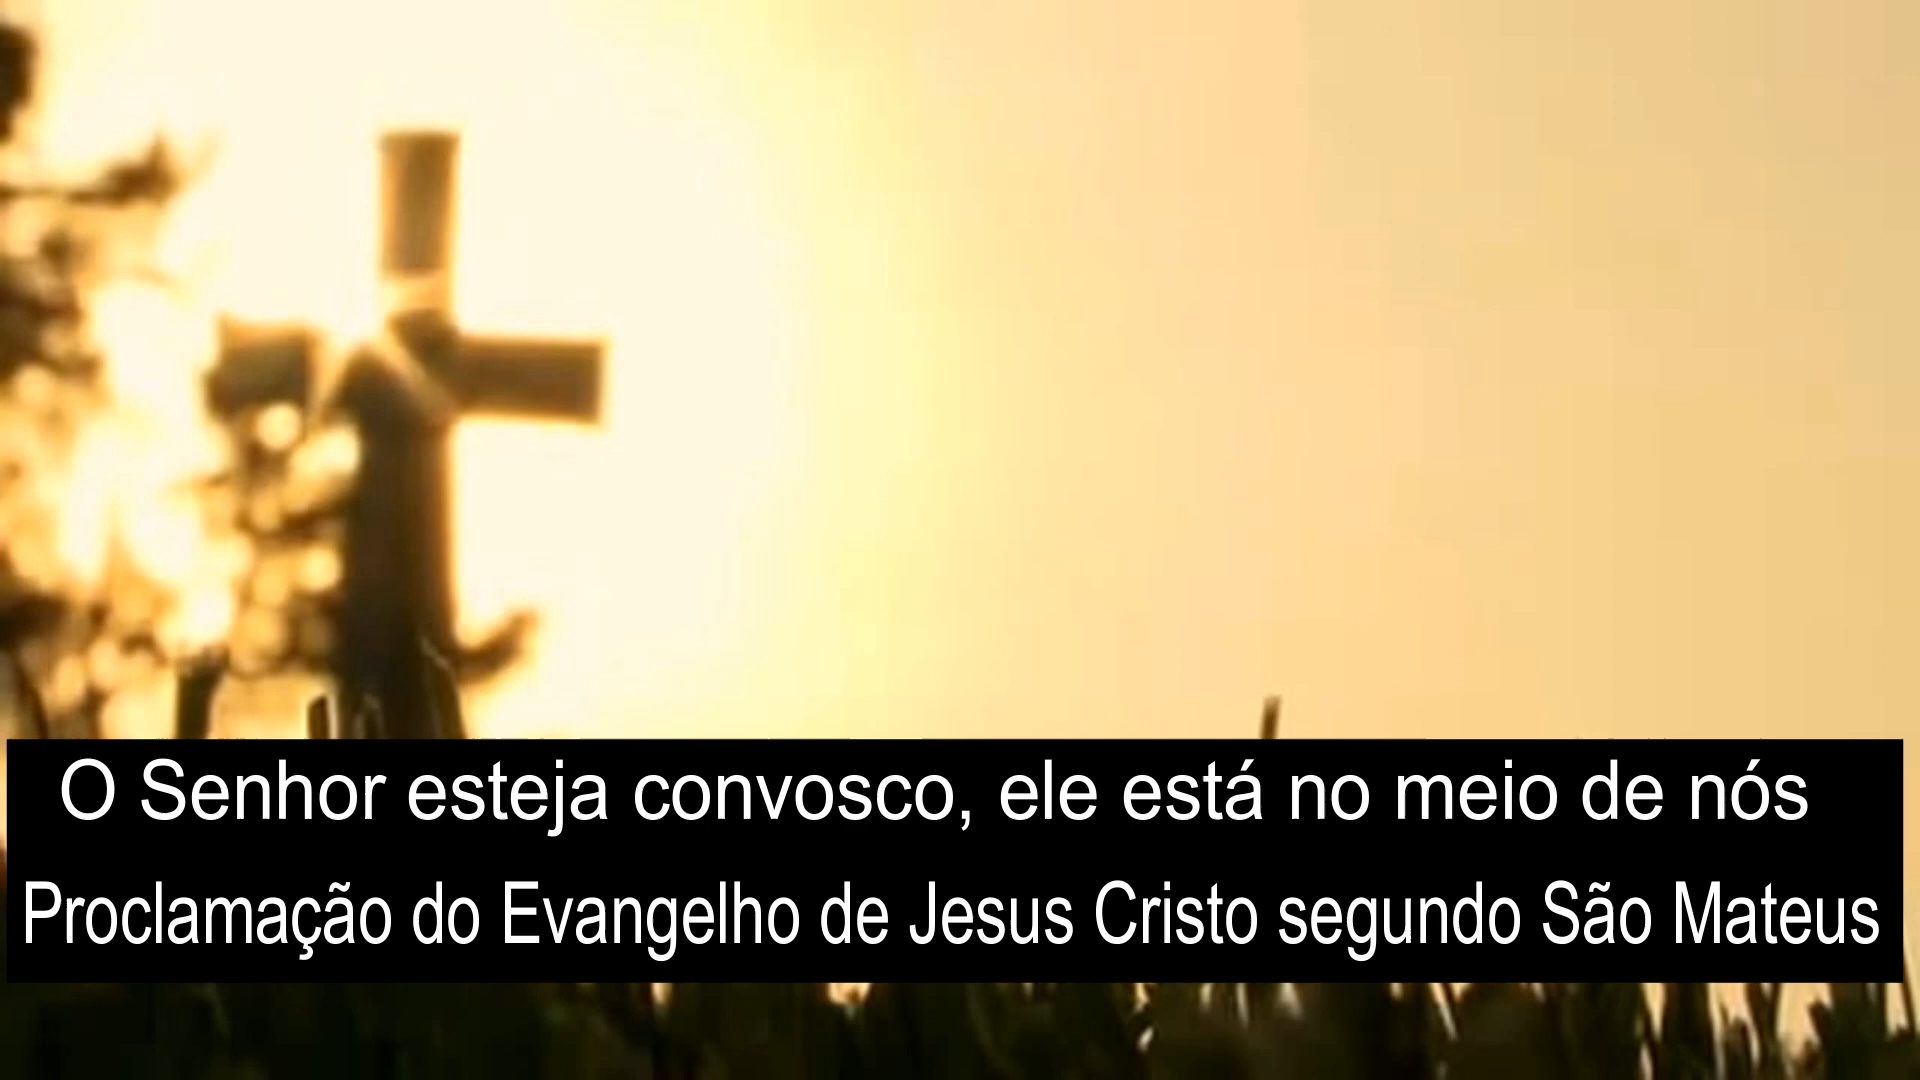 O Senhor esteja convosco, ele está no meio de nós
Proclamação do Evangelho de Jesus Cristo segundo São Mateus